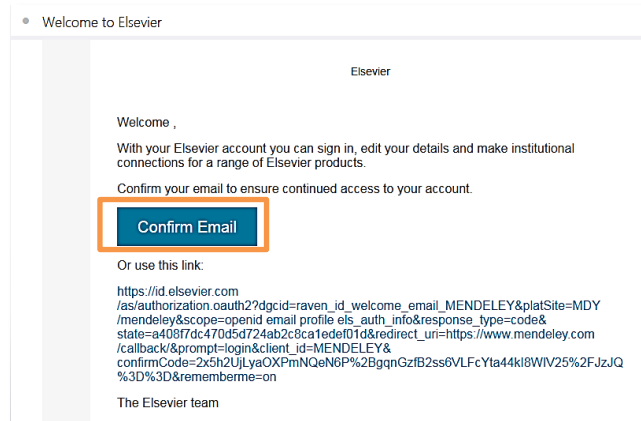 Welcome to Elsevier
Elsevier
Welcome ,
With your Elsevier account you can sign in, edit your details and make institutional
connections for a range of Elsevier products.
Confirm your email to ensure continued access to your account.
Confirm Email
Or use this link:
https://id.elsevier.com
/as/authorization.oauth2?dgcid=raven_id_welcome_email_MENDELEY&platSite=MDY
/mendeley&scope=openid email profile els_auth_info&response_type=code&
state=a408f7dc470d5d724ab2c8ca1edef01d&redirect_uri=https://www.mendeley.com
/callback/&prompt=login&client_id=MENDELEY&
confirmCode=2x5h2UjLyaOXPmNQeN6P%2BgqnGzfB2ss6VLFcYta44kI8WIV25%2FJzJQ
%3D%3D&rememberme=on
The Elsevier team